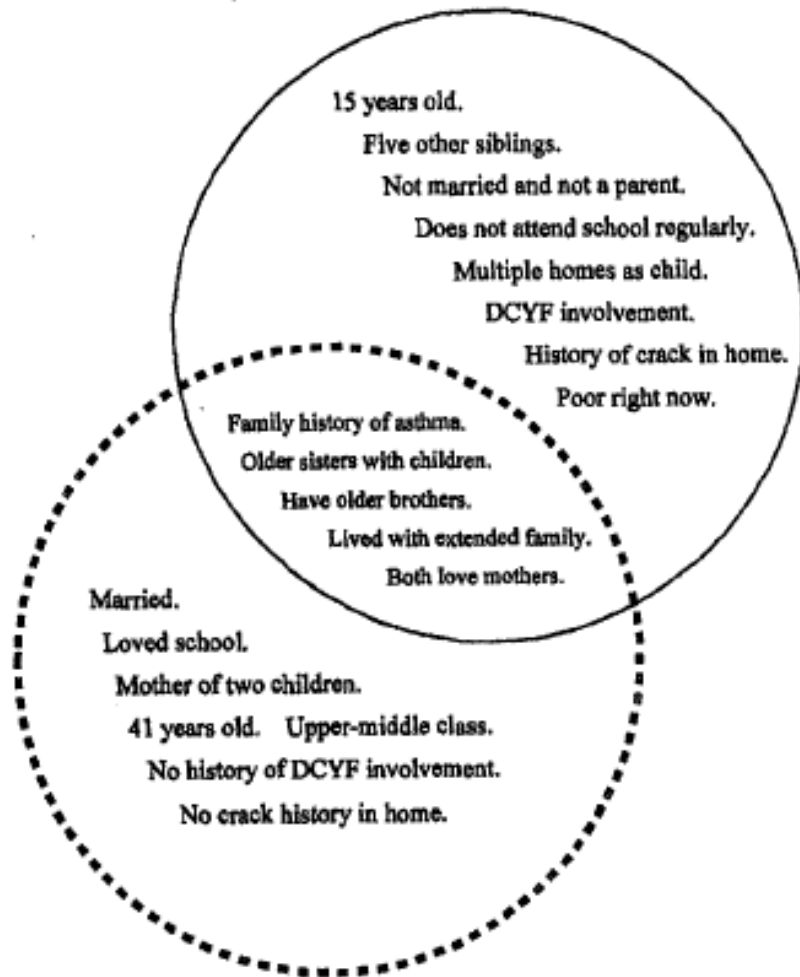 15 years old.
Five other siblings.
Not married and not a parent.
Does not attend school regularly.
Multiple homes as child.
DCYF involvement.
History of crack in home.
Poor right now.
Family history of asthma.
Older sisters with children.
Have older brothers.
Lived with extended family.
Both love mothers.
Married.
Loved school.
Mother of two children.
41 years old. Upper-middle class.
No history of DCYF involvement.
No crack history in home.